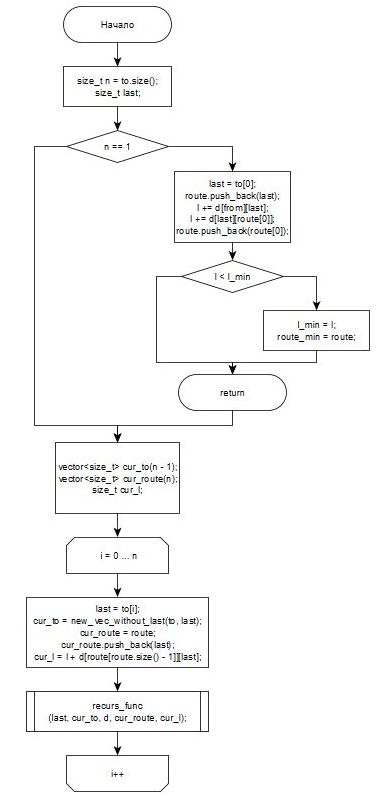 Начало
size_t n = to.size();
size_t last;
n == 1
last = to[0];
route.push_back(last);
l += d[from][last];
l += d[last][route[0]];
route.push_back(route[0]);
l < l_min
l_min = l;
route_min = route;
return
vector<size_t> cur_to(n - 1);
vector<size_t> cur_route(n);
size_t cur_l;
i = 0 ... n
last = to[i];
cur_to = new_vec_without_last(to, last);
cur_route = route;
cur_route.push_back(last);
cur_l = l + d[route[route.size() - 1]][last];
recurs_func
(last, cur_to, d, cur_route, cur_l);
i++